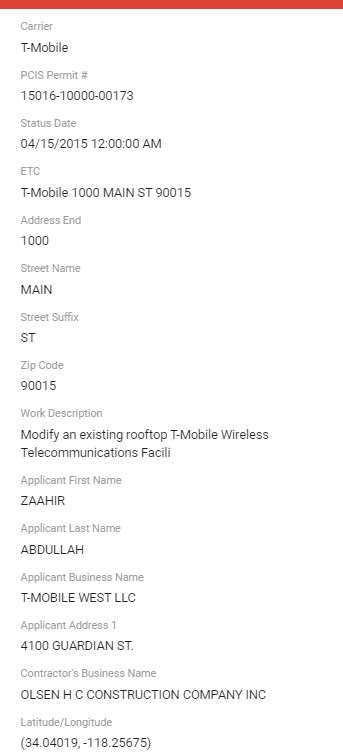 Carrier
T-Mobile
PCIS Permit #
15016-10000-00173
Status Date
04/15/2015 12:00:00 AM
ETC
T-Mobile 1000 MAIN ST 90015
Address End
1000
Street Name
MAIN
Street Suffix
ST
Zip Code
90015
Work Description
Modify an existing rooftop T-Mobile Wireless
Telecommunications Facili
Applicant First Name
ZAAHIR
Applicant Last Name
ABDULLAH
Applicant Business Name
T-MOBILE WEST LLC
Applicant Address 1
4100 GUARDIAN ST.
Contractor's Business Name
OLSEN H C CONSTRUCTION COMPANY INC
Latitude/Longitude
(34.04019, -118.25675)